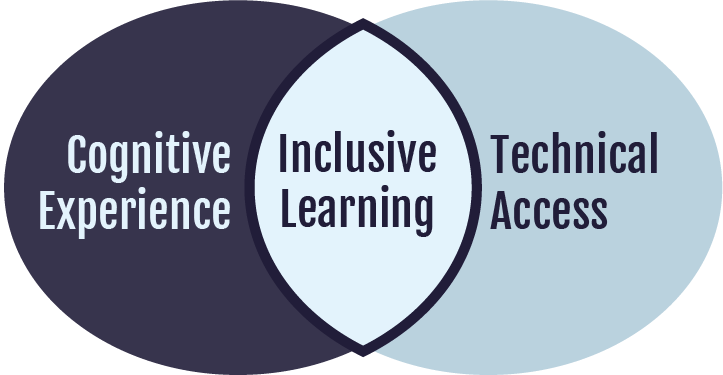 Cognitive
Experience
Inclusive
Learning
Technical
Access